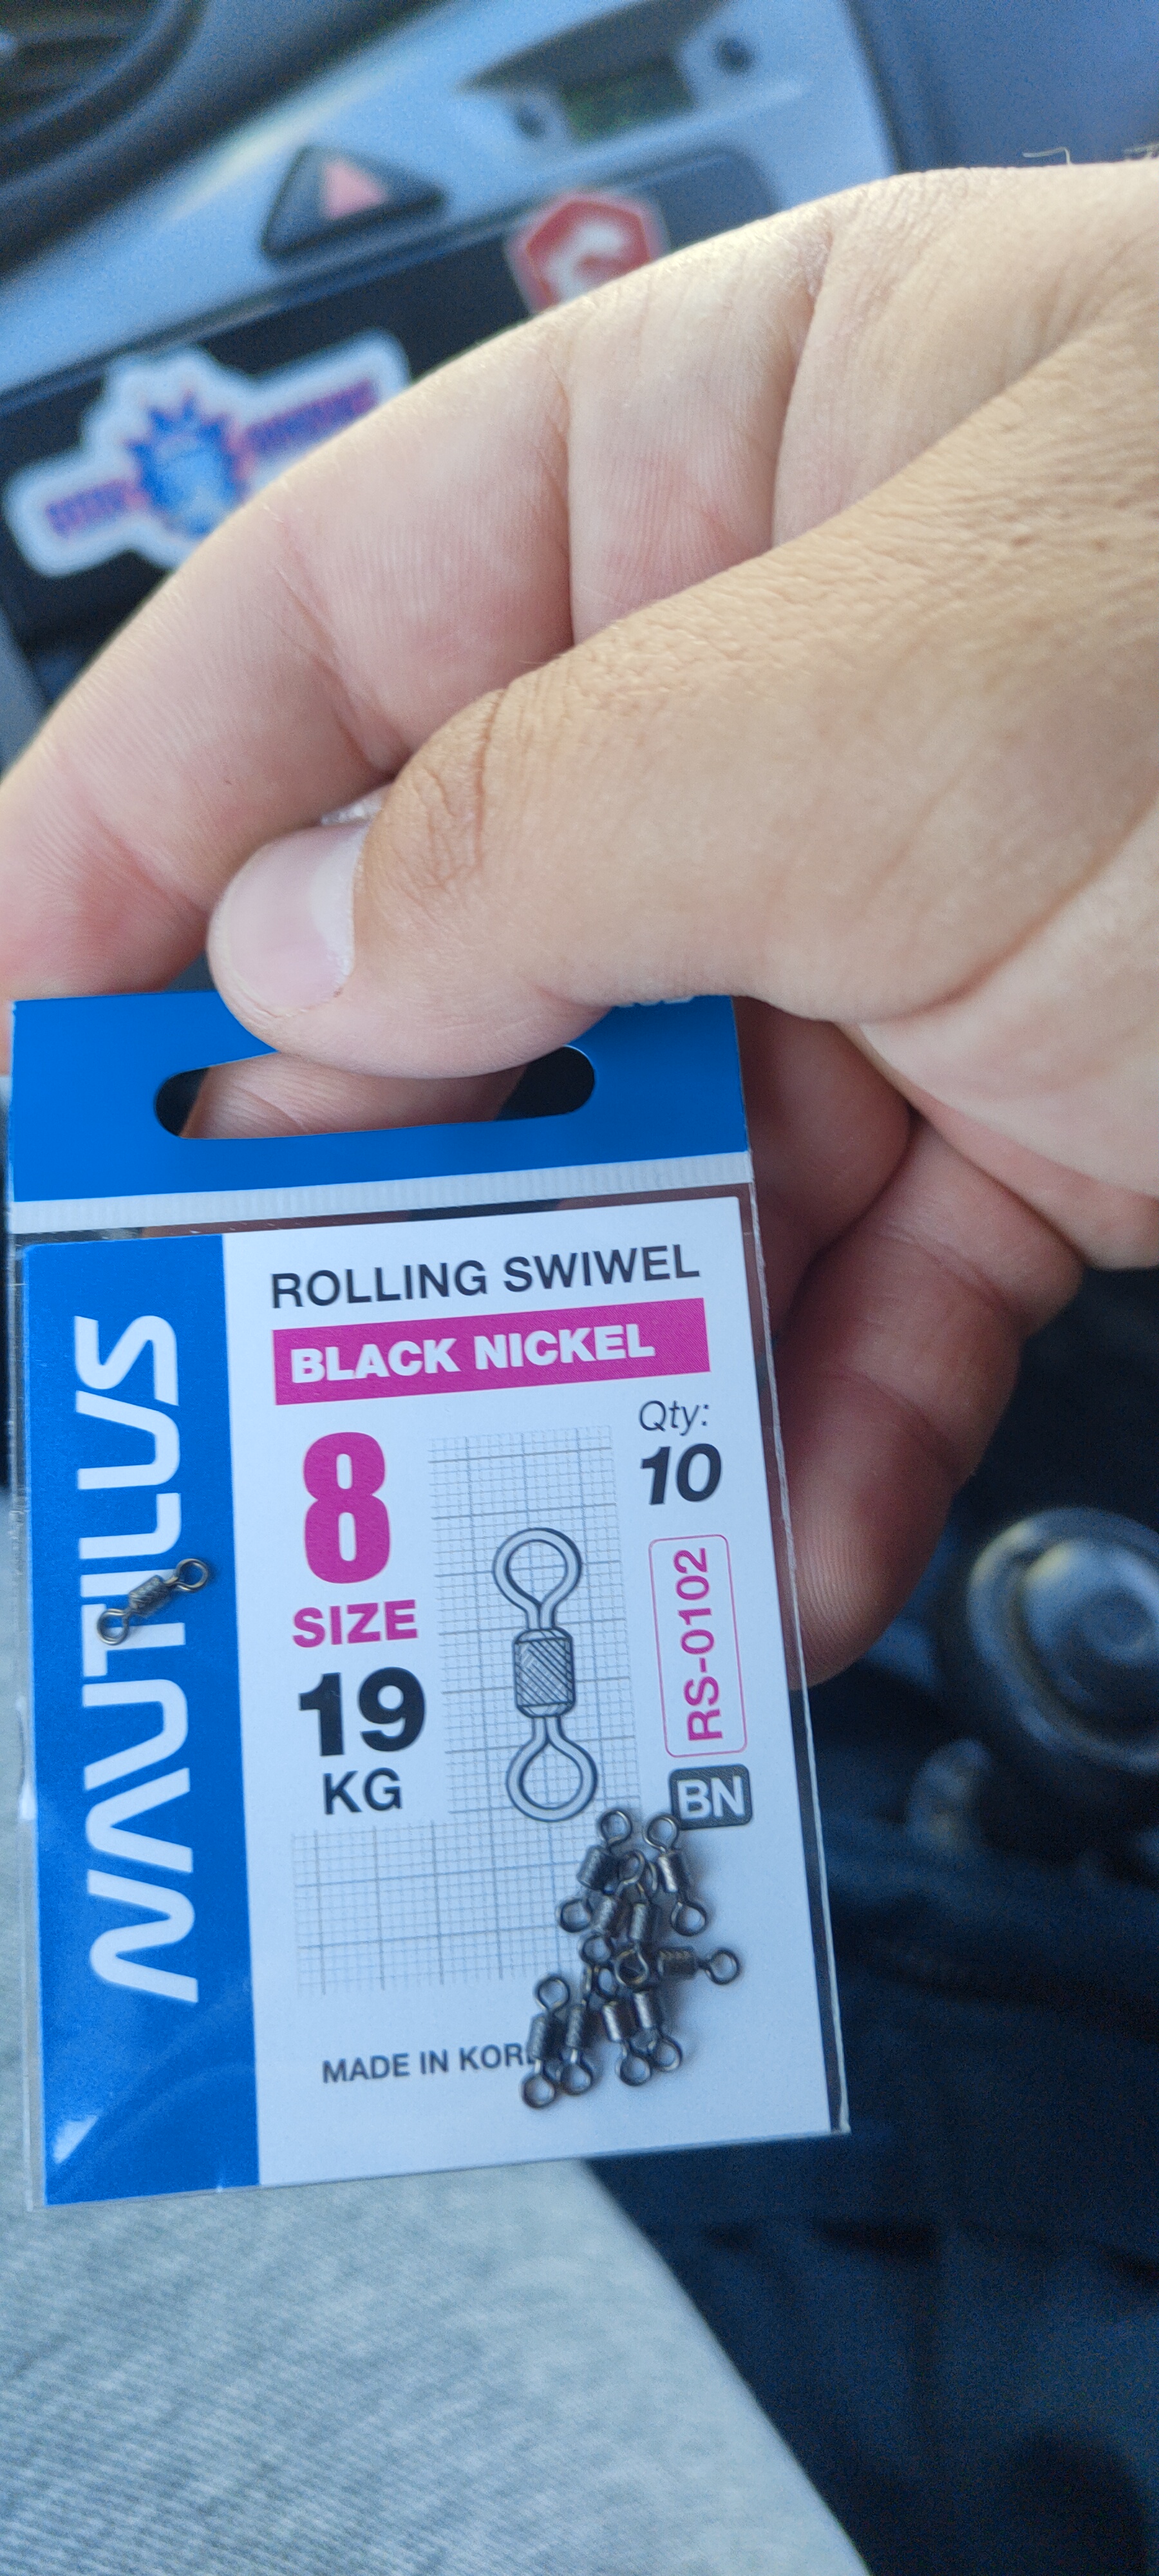 NAUTILUS
ROLLING SWIWEL
BLACK NICKEL
8
SIZE
19
KG
Qty:
10
RS-0102
BN
MADE IN KOR